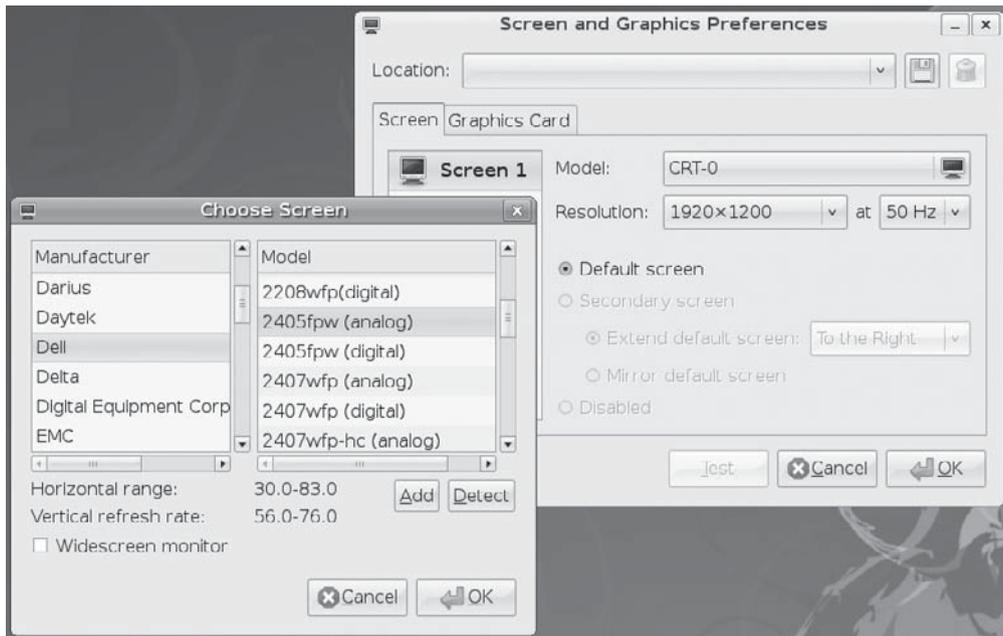 Screen and Graphics Preferences
Location:
Screen
Graphics Card
Screen 1
Model:
CRT-0
Resolution:
1920×1200
at
50 Hz
Default screen
Secondary screen
Extend default screen:
To the Right
Mirror default screen
Disabled
Test
Cancel
OK
Choose Screen
Manufacturer
Darius
Daytek
Dell
Delta
Digital Equipment Corp
EMC
Model
2208wfp(digital)
2405fpw (analog)
2405fpw (digital)
2407wfp (analog)
2407wfp (digital)
2407wfp-hc (analog)
Horizontal range:
30.0-83.0
Vertical refresh rate:
56.0-76.0
Add
Detect
Widescreen monitor
Cancel
OK